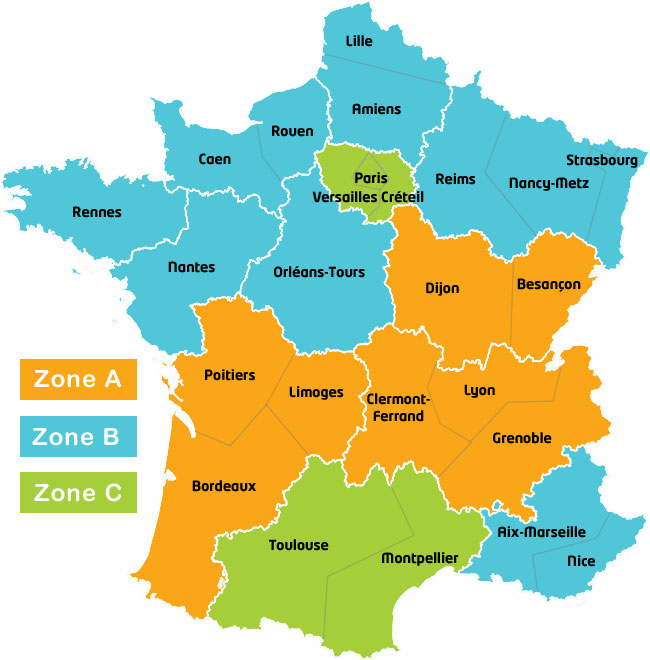 Lille
Amiens
Rouen
Caen
Paris
Versailles Créteil
Reims
Strasbourg
Nancy-Metz
Rennes
Nantes
Orléans-Tours
Dijon
Besançon
Zone A
Zone B
Zone C
Poitiers
Limoges
Clermont-
Ferrand
Lyon
Grenoble
Bordeaux
Toulouse
Montpellier
Aix-Marseille
Nice